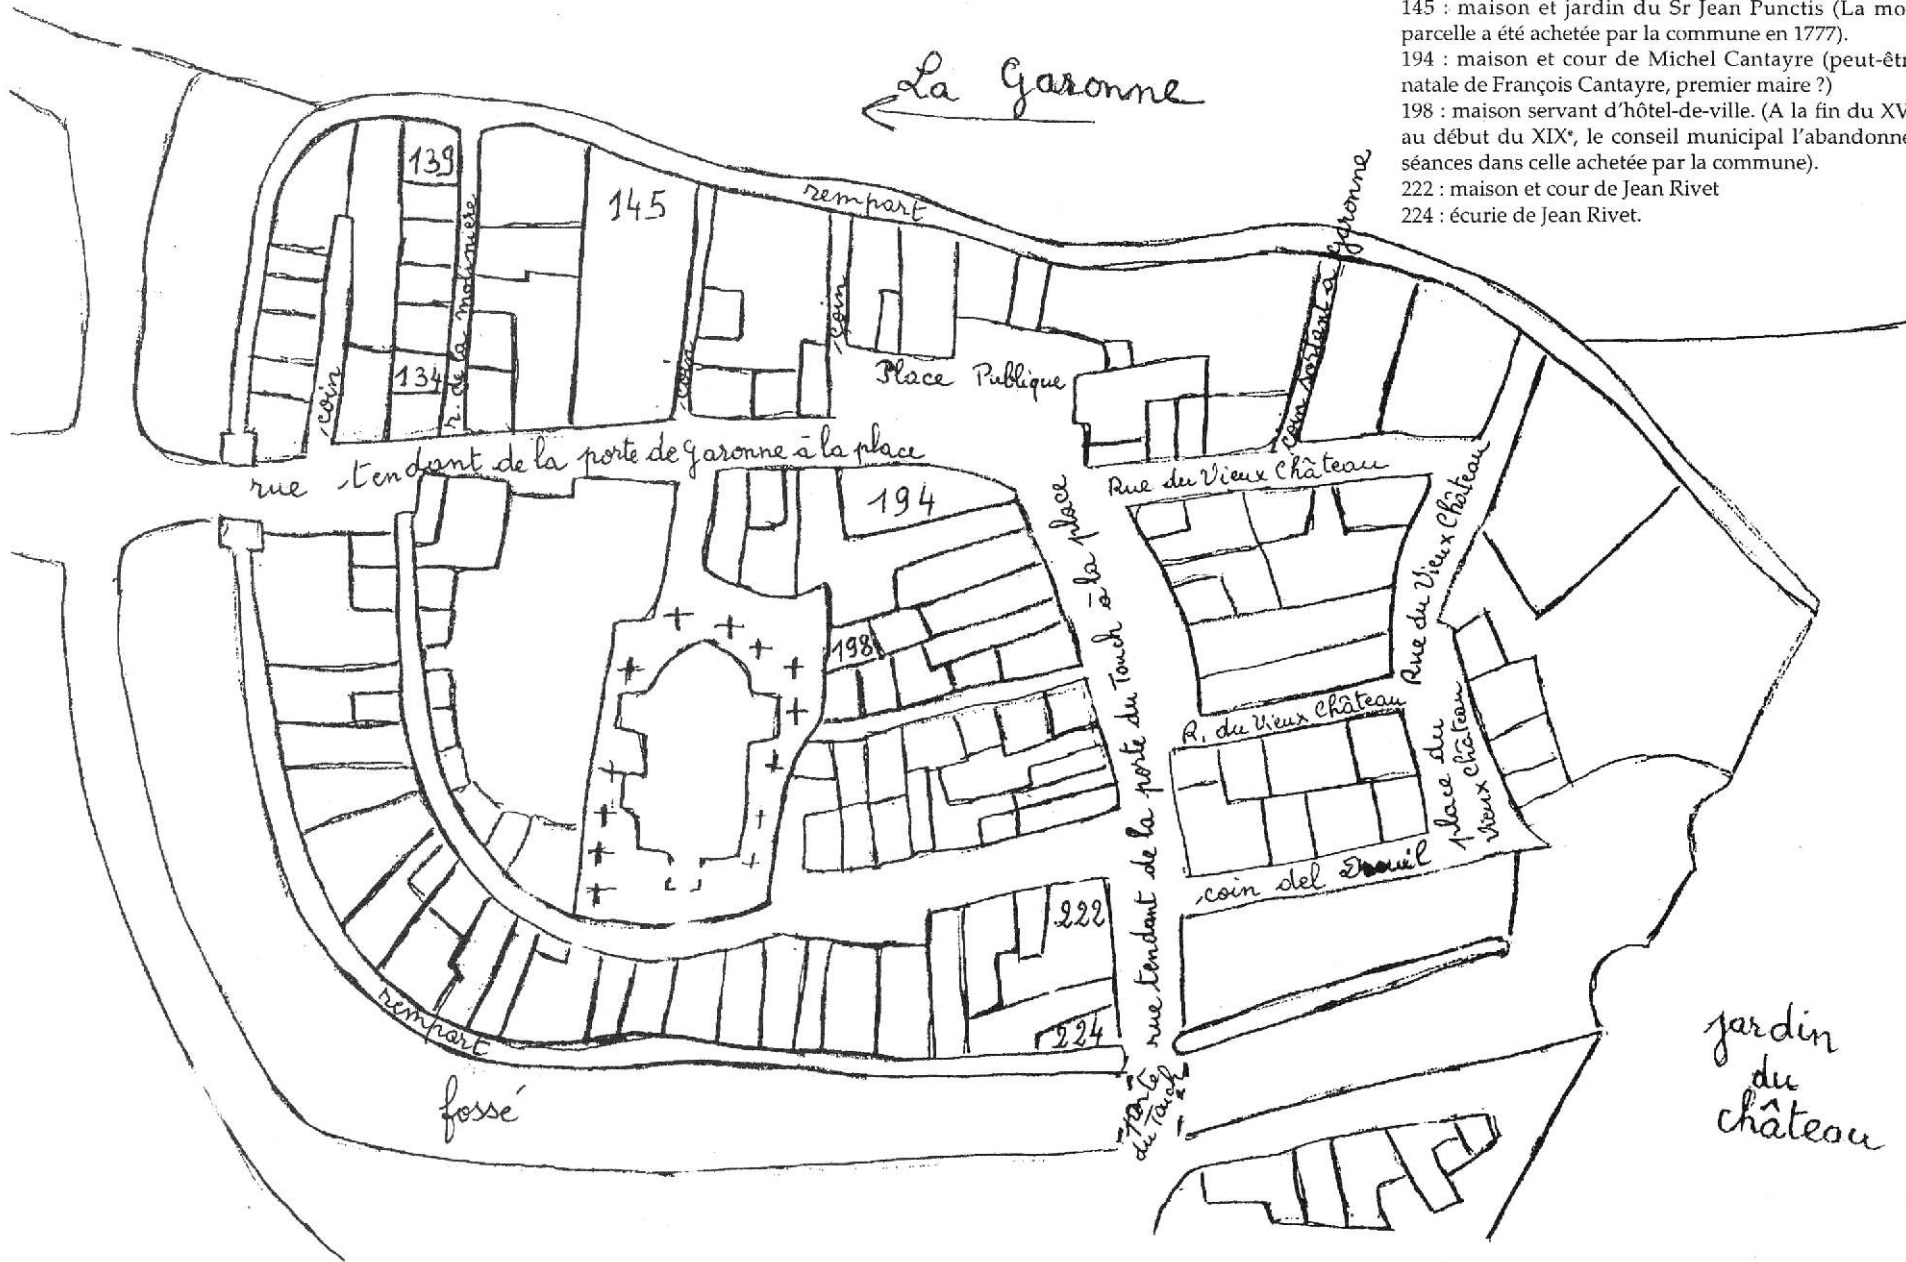 145 : maison et jardin du Sr Jean Punctis (La mo
parcelle a été achetée par la commune en 1777).
194 : maison et cour de Michel Cantayre (peut-êtr
natale de François Cantayre, premier maire ?)
198 : maison servant d'hôtel-de-ville. (A la fin du XV
au début du XIXe, le conseil municipal l'abandonne
séances dans celle achetée par la commune).
222 : maison et cour de Jean Rivet
224 : écurie de Jean Rivet.
La Garonne
rempart
139
145
r. de la molinère
134
coin
coin
coin
Place Publique
coin sortant à garonne
rue tendant de la porte de garonne à la place
Rue du Vieux Château
194
Rue du Vieux Château
198
rue tendant de la porte du Touch à la place
R. du Vieux Château
place du
Vieux Château
coin del
222
224
rempart
fossé
porte
du Touch
jardin
du
château